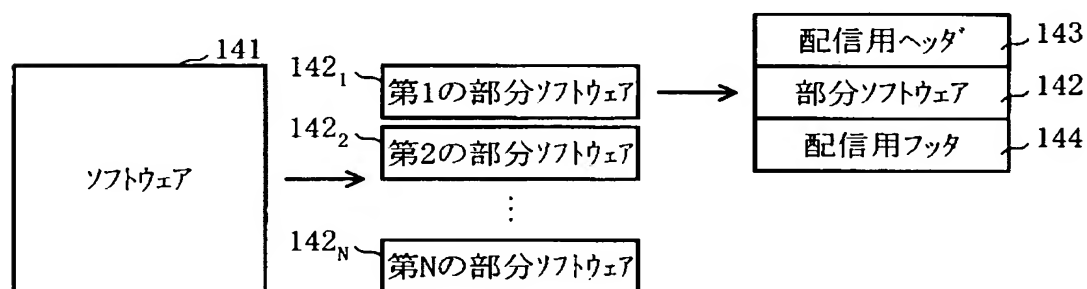 141
ソフトウェア
142₁
第1の部分ソフトウェア
142₂
第2の部分ソフトウェア
⋮
142N
第Nの部分ソフトウェア
配信用ヘッダ
143
部分ソフトウェア
142
配信用フッタ
144